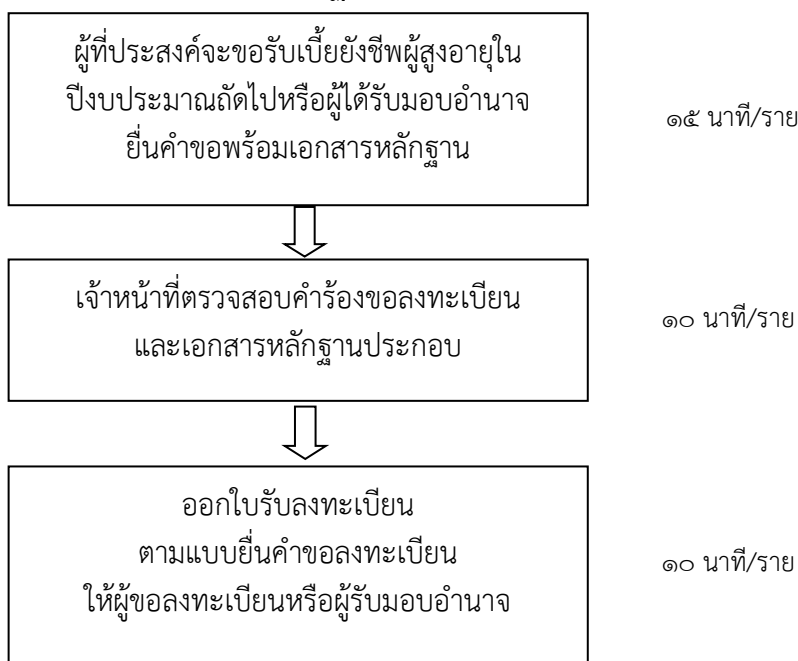 ผู้ที่ประสงค์จะขอรับเบี้ยยังชีพผู้สูงอายุใน
ปีงบประมาณถัดไปหรือผู้ได้รับมอบอำนาจ
ยื่นคำขอพร้อมเอกสารหลักฐาน
๑๕ นาที/ราย
เจ้าหน้าที่ตรวจสอบคำร้องขอลงทะเบียน
และเอกสารหลักฐานประกอบ
๑๐ นาที/ราย
ออกใบรับลงทะเบียน
ตามแบบยื่นคำขอลงทะเบียน
ให้ผู้ขอลงทะเบียนหรือผู้รับมอบอำนาจ
๑๐ นาที/ราย